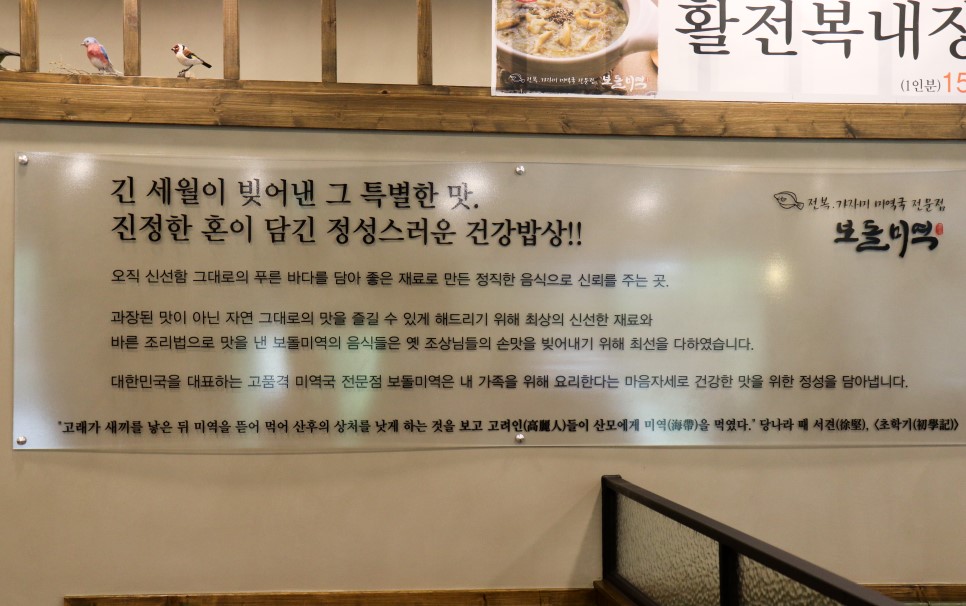 전복.가자미 미역국 전문점 보돌미역
활전복내장
(1인분)15
긴 세월이 빚어낸 그 특별한 맛.
진정한 혼이 담긴 정성스러운 건강밥상!!
전복.가자미 미역국 전문점
보돌미역
오직 신선함 그대로의 푸른 바다를 담아 좋은 재료로 만든 정직한 음식으로 신뢰를 주는 곳.
과장된 맛이 아닌 자연 그대로의 맛을 즐길 수 있게 해드리기 위해 최상의 신선한 재료와
바른 조리법으로 맛을 낸 보돌미역의 음식들은 옛 조상님들의 손맛을 빚어내기 위해 최선을 다하였습니다.
대한민국을 대표하는 고품격 미역국 전문점 보돌미역은 내 가족을 위해 요리한다는 마음자세로 건강한 맛을 위한 정성을 담아냅니다.
"고래가 새끼를 낳은 뒤 미역을 뜯어 먹어 산후의 상처를 낫게 하는 것을 보고 고려인(高麗人)들이 산모에게 미역(海帶)을 먹였다." 당나라 때 서견(徐堅), 〈초학기(初學記)〉